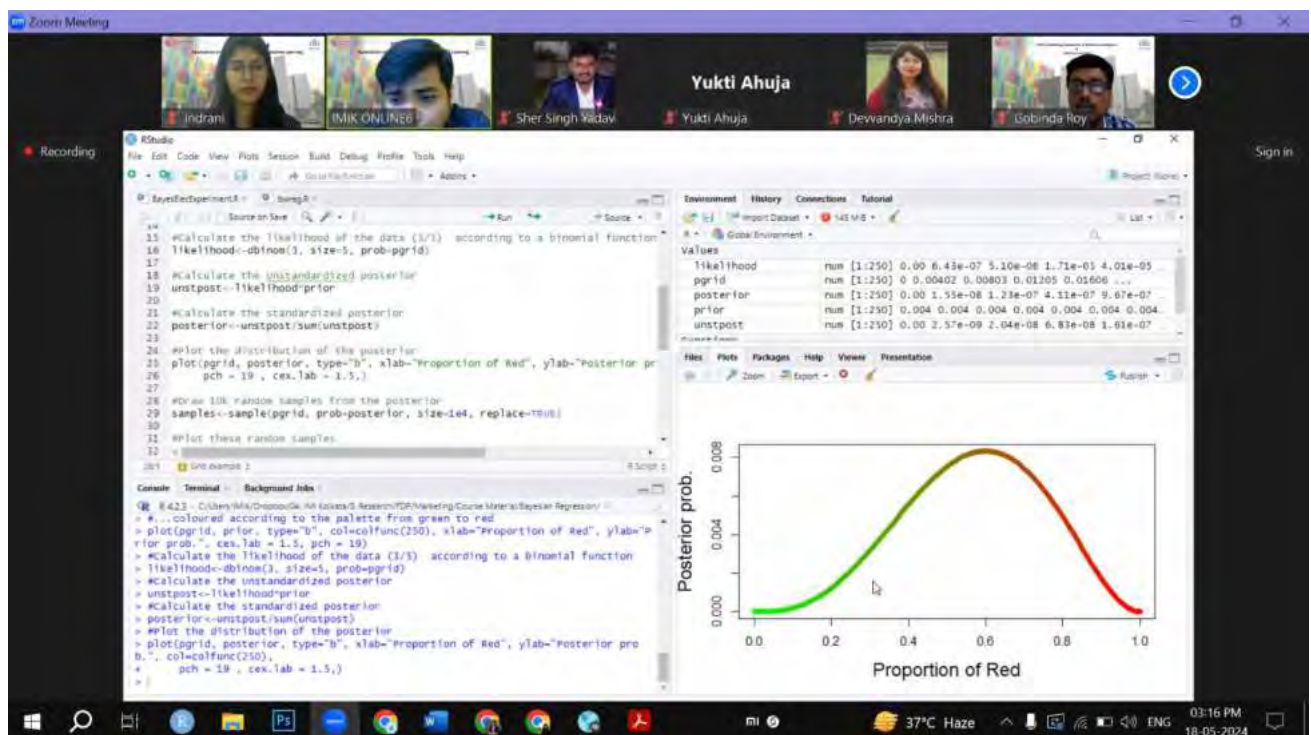 Zoom Meeting
Indrani
IMIK ONLINE6
Sher Singh Yadav
Yukti Ahuja
Yukti Ahuja
Devvandya Mishra
Gobinda Roy
Recording
Sign in
RStudio
File Edit Code View Plots Session Build Debug Profile Tools Help
Go to file/function
Addins
Source on Save
Run
Source
15 #Calculate the likelihood of the data (3/5) according to a binomial function
16 likelihood<-dbinom(3, size=5, prob=pgrid)
17
18 #Calculate the unstandardized posterior
19 unstpost<-likelihood*prior
20
21 #Calculate the standardized posterior
22 posterior<-unstpost/sum(unstpost)
23
24 #Plot the distribution of the posterior
25 plot(pgrid, posterior, type="b", xlab="Proportion of Red", ylab="Posterior pr
26 pch = 19 , cex.lab = 1.5,)
27
28 #Draw 10k random samples from the posterior
29 samples<-sample(pgrid, prob=posterior, size=1e4, replace=TRUE)
30
31 #Plot these random samples
32
R Script
Console Terminal Background Jobs
> #...coloured according to the palette from green to red
> plot(pgrid, prior, type="b", col=colfunc(250), xlab="Proportion of Red", ylab="P
rior prob.", cex.lab = 1.5, pch = 19)
> #Calculate the likelihood of the data (3/5) according to a Binomial function
> likelihood<-dbinom(3, size=5, prob=pgrid)
> #Calculate the unstandardized posterior
> unstpost<-likelihood*prior
> #Calculate the standardized posterior
> posterior<-unstpost/sum(unstpost)
> #Plot the distribution of the posterior
> plot(pgrid, posterior, type="b", xlab="Proportion of Red", ylab="Posterior pro
b.", col=colfunc(250),
+ pch = 19 , cex.lab = 1.5,)
>
Environment History Connections Tutorial
Import Dataset 145 MiB List
R Global Environment
Values
likelihood num [1:250] 0.00 6.43e-07 5.10e-06 1.71e-05 4.01e-05
pgrid num [1:250] 0 0.00402 0.00803 0.01205 0.01606 ...
posterior num [1:250] 0.00 1.55e-08 1.23e-07 4.11e-07 9.67e-07
prior num [1:250] 0.004 0.004 0.004 0.004 0.004 0.004 0.004
unstpost num [1:250] 0.00 2.57e-09 2.04e-08 6.83e-08 1.61e-07
Files Plots Packages Help Viewer Presentation
Zoom Export Publish
Posterior prob.
0.008
0.004
0.000
0.0 0.2 0.4 0.6 0.8 1.0
Proportion of Red
Ps
mi
37°C Haze
ENG
03:16 PM
18-05-2024